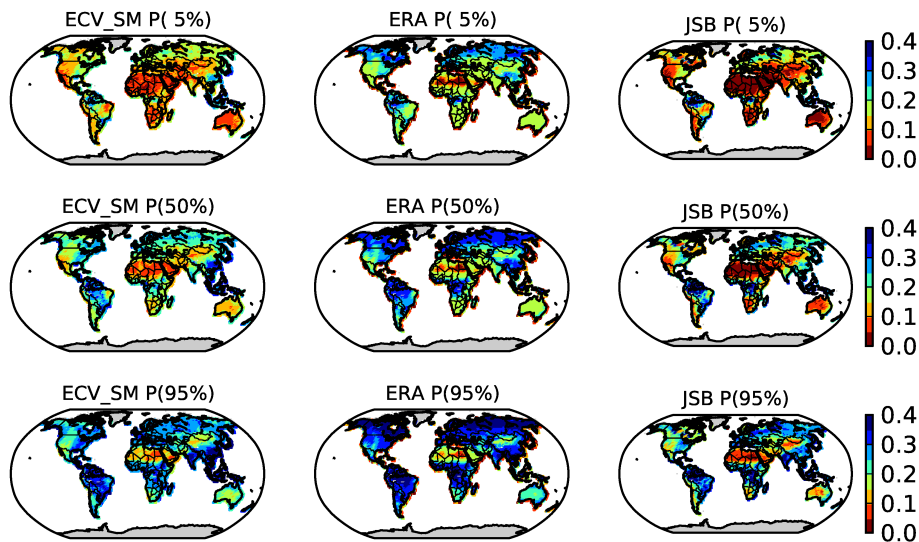 ECV_SM P( 5%)
ERA P( 5%)
JSB P( 5%)
0.4
0.3
0.2
0.1
0.0
ECV_SM P(50%)
ERA P(50%)
JSB P(50%)
0.4
0.3
0.2
0.1
0.0
ECV_SM P(95%)
ERA P(95%)
JSB P(95%)
0.4
0.3
0.2
0.1
0.0